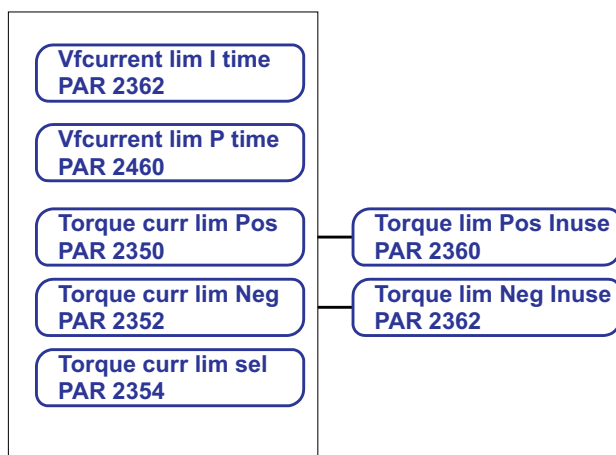 Vfcurrent lim I time
PAR 2362
Vfcurrent lim P time
PAR 2460
Torque curr lim Pos
PAR 2350
Torque lim Pos Inuse
PAR 2360
Torque curr lim Neg
PAR 2352
Torque lim Neg Inuse
PAR 2362
Torque curr lim sel
PAR 2354